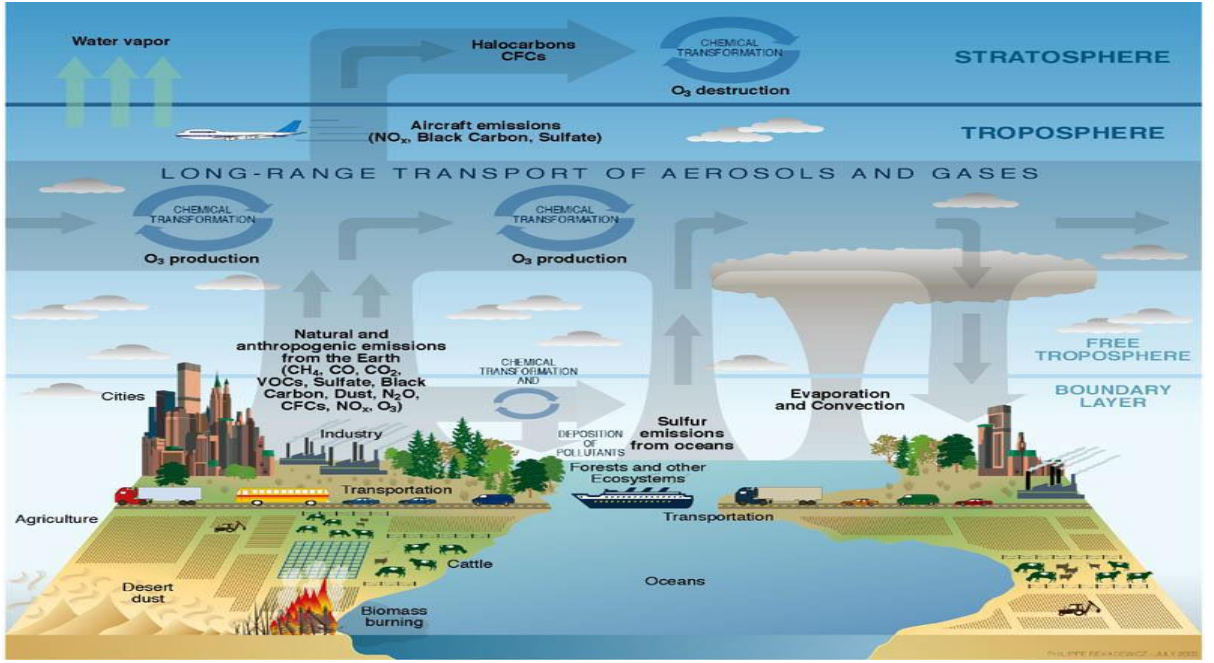 Water vapor
Halocarbons
CFCs
CHEMICAL
TRANSFORMATION
O₃ destruction
STRATOSPHERE
Aircraft emissions
(NOₓ, Black Carbon, Sulfate)
TROPOSPHERE
LONG-RANGE TRANSPORT OF AEROSOLS AND GASES
CHEMICAL
TRANSFORMATION
O₃ production
CHEMICAL
TRANSFORMATION
O₃ production
Natural and
anthropogenic emissions
from the Earth
(CH₄, CO, CO₂,
VOCs, Sulfate, Black
Carbon, Dust, N₂O,
CFCs, NOₓ, O₃)
CHEMICAL
TRANSFORMATION
AND
DEPOSITION
OF
POLLUTANTS
FREE
TROPOSPHERE
BOUNDARY
LAYER
Cities
Industry
Evaporation
and Convection
Sulfur
emissions
from oceans
Forests and other
Ecosystems
Transportation
Transportation
Agriculture
Cattle
Oceans
Desert
dust
Biomass
burning
PHILIPPE REKACEWICZ - JULY 2003